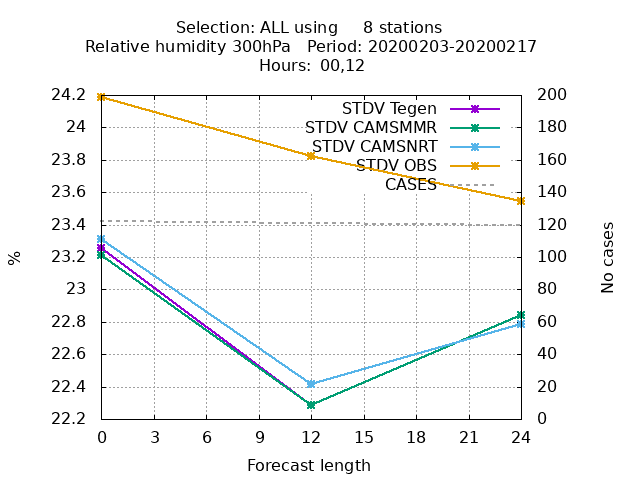 Selection: ALL using     8 stations
Relative humidity 300hPa   Period: 20200203-20200217
Hours: 00,12
STDV Tegen
STDV CAMSMMR
STDV CAMSNRT
STDV OBS
CASES
24.2
24
23.8
23.6
23.4
23.2
23
22.8
22.6
22.4
22.2
%
200
180
160
140
120
100
80
60
40
20
0
No cases
0 3 6 9 12 15 18 21 24
Forecast length